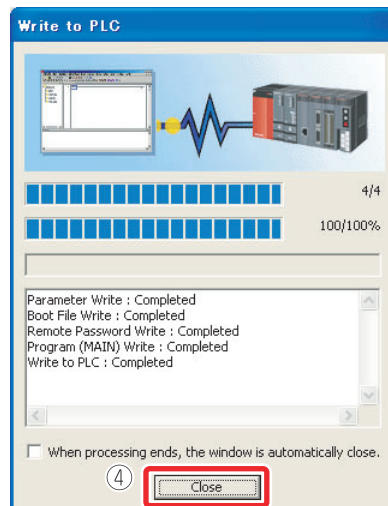 Write to PLC
4/4
100/100%
Parameter Write : Completed
Boot File Write : Completed
Remote Password Write : Completed
Program (MAIN) Write : Completed
Write to PLC : Completed
When processing ends, the window is automatically close.
④
Close